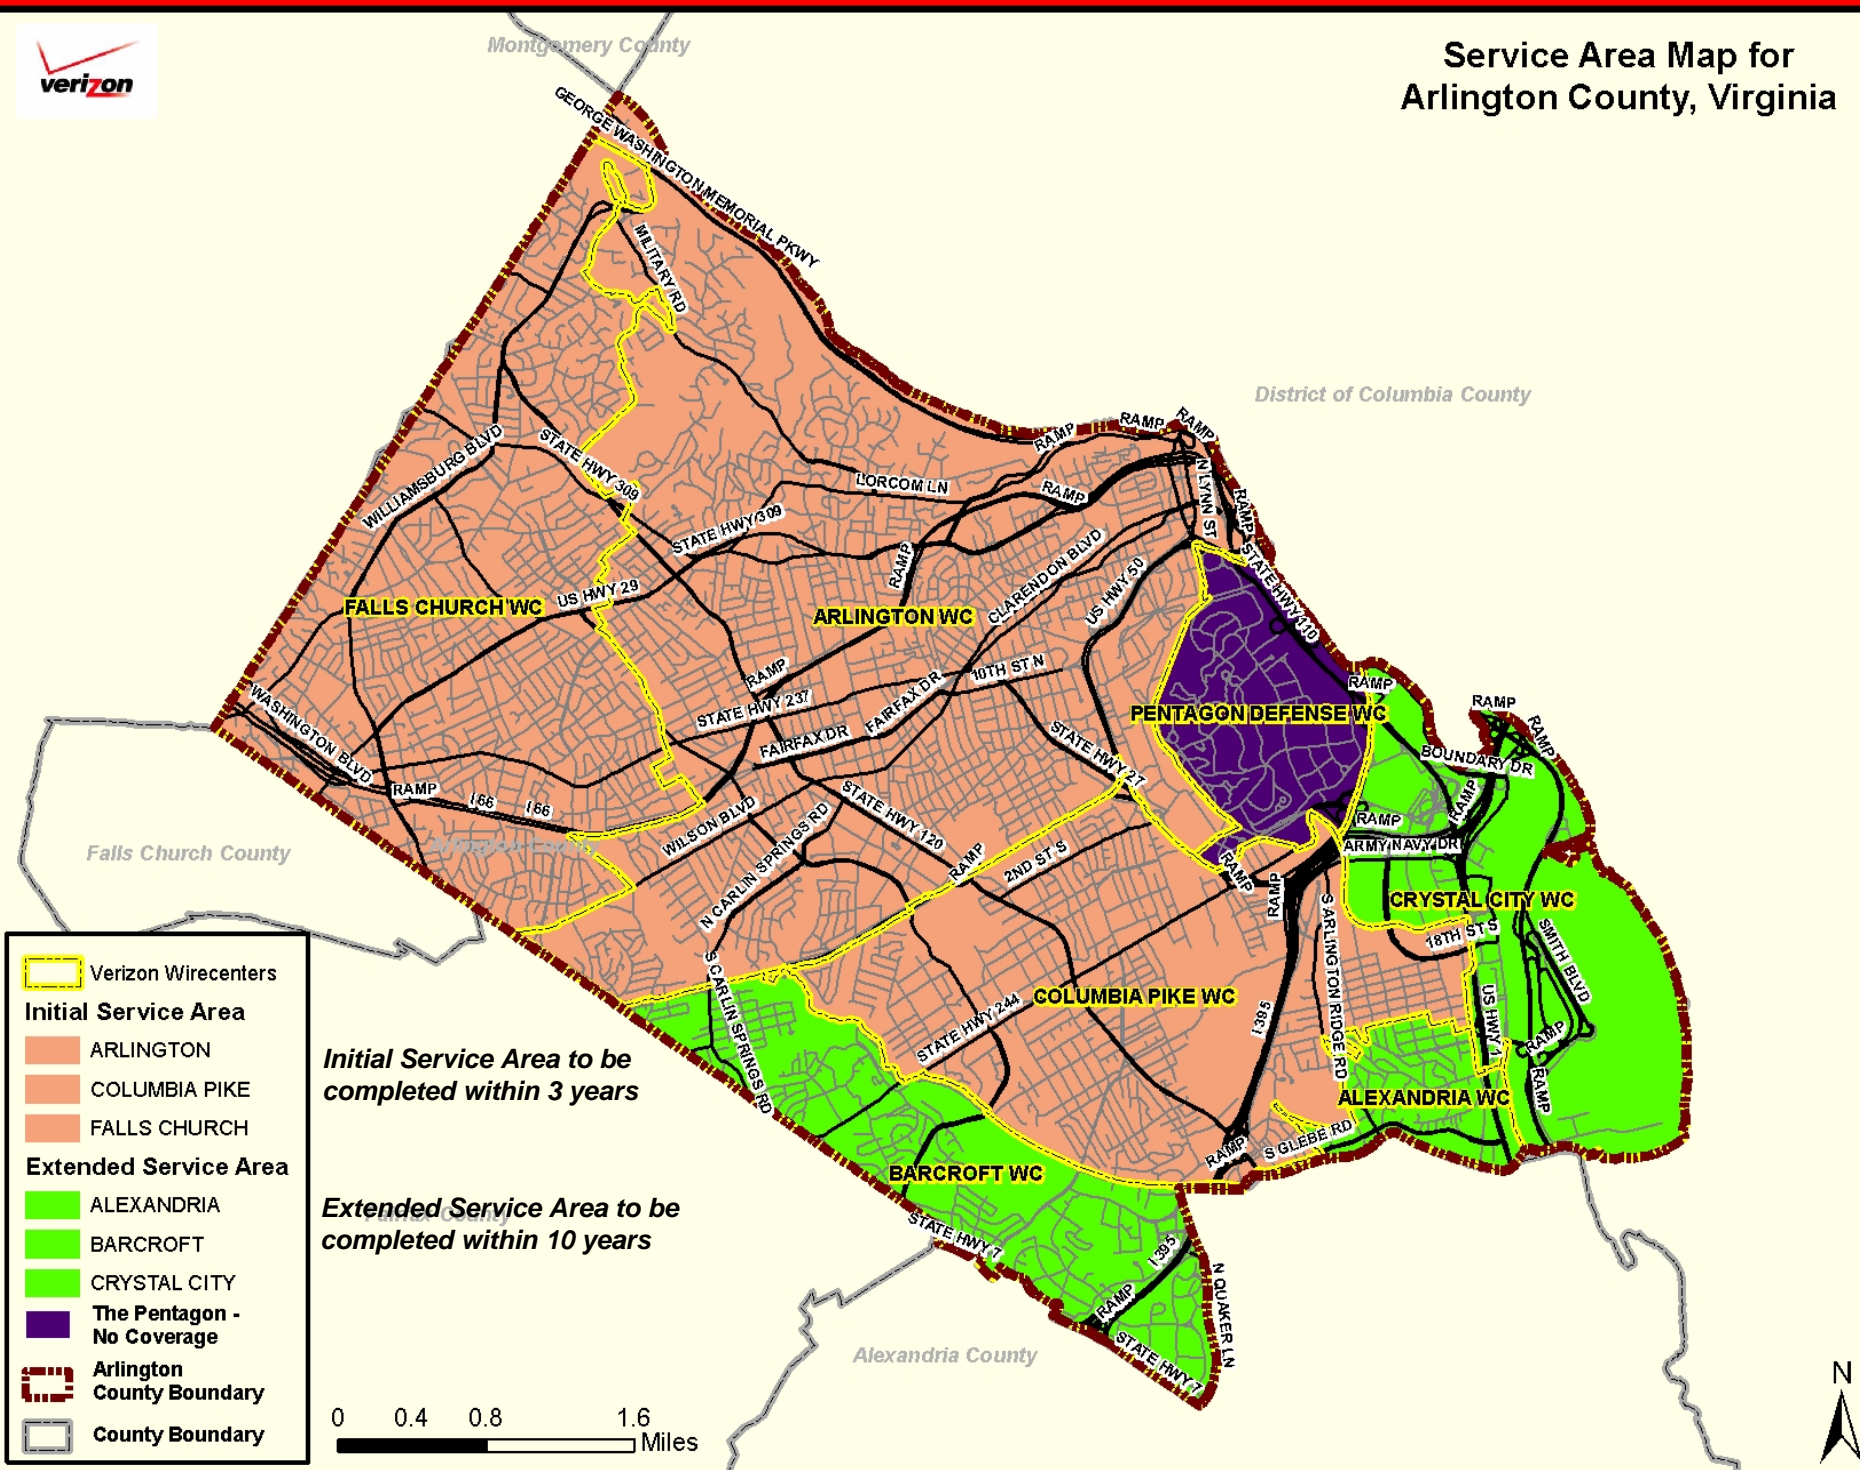 verizon
Service Area Map for
Arlington County, Virginia
Montgomery County
GEORGE WASHINGTON MEMORIAL PKWY
MILITARY RD
District of Columbia County
WILLIAMSBURG BLVD
STATE HWY 309
LORCOM LN
RAMP
RAMP
RAMP
RAMP
N LYNN ST
RAMP
STATE HWY 309
RAMP
CLARENDON BLVD
US HWY 50
STATE HWY 110
FALLS CHURCH WC
US HWY 29
ARLINGTON WC
RAMP
10TH ST N
FAIRFAX DR
STATE HWY 237
FAIRFAX DR
STATE HWY 27
PENTAGON DEFENSE WC
RAMP
RAMP
RAMP
BOUNDARY DR
RAMP
WASHINGTON BLVD
RAMP
I 66
I 66
WILSON BLVD
N CARLIN SPRINGS RD
STATE HWY 120
RAMP
2ND ST S
RAMP
RAMP
RAMP
ARMY NAVY DR
CRYSTAL CITY WC
18TH ST S
SMITH BLVD
Falls Church County
S CARLIN SPRINGS RD
COLUMBIA PIKE WC
STATE HWY 244
I 395
S ARLINGTON RIDGE RD
US HWY 1
RAMP
RAMP
ALEXANDRIA WC
S GLEBE RD
RAMP
BARCROFT WC
STATE HWY 7
I 395
RAMP
N QUAKER LN
STATE HWY 7
Fairfax County
Alexandria County
Verizon Wirecenters
Initial Service Area
ARLINGTON
COLUMBIA PIKE
FALLS CHURCH
Extended Service Area
ALEXANDRIA
BARCROFT
CRYSTAL CITY
The Pentagon -
No Coverage
Arlington
County Boundary
County Boundary
Initial Service Area to be
completed within 3 years
Extended Service Area to be
completed within 10 years
0 0.4 0.8 1.6
Miles
N